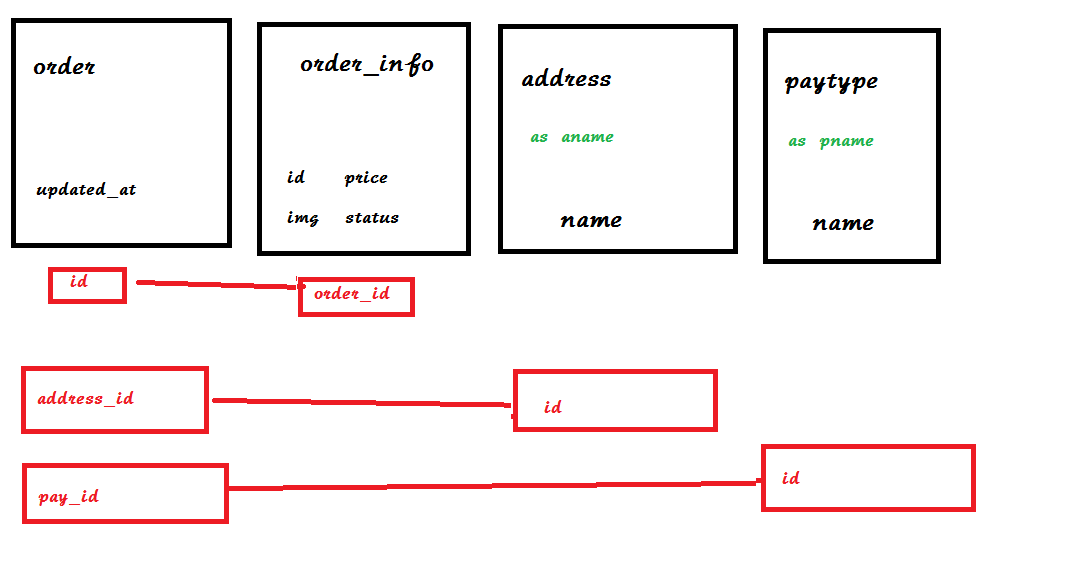 order
updated_at
order_info
id price
img status
address
as aname
name
paytype
as pname
name
id
order_id
address_id
id
pay_id
id